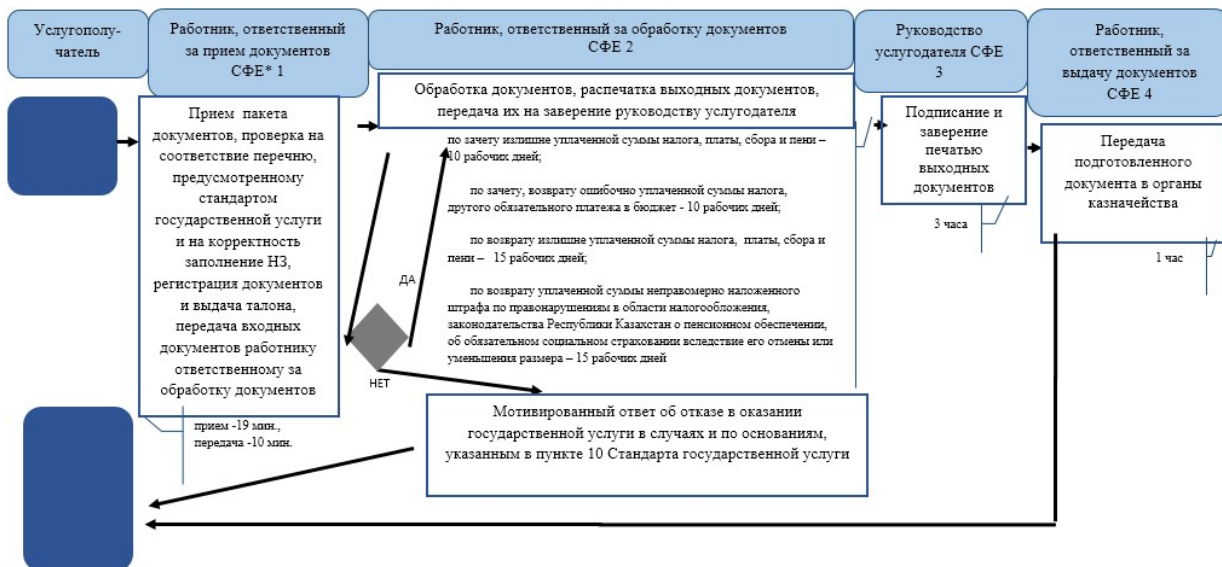 Услугополу-
чатель
Работник, ответственный
за прием документов
СФЕ* 1
Работник, ответственный за обработку документов
СФЕ 2
Руководство
услугодателя СФЕ
3
Работник,
ответственный за
выдачу документов
СФЕ 4
Прием пакета
документов, проверка на
соответствие перечню,
предусмотренному
стандартом
государственной услуги
и на корректность
заполнение НЗ,
регистрация документов
и выдача талона,
передача входных
документов работнику
ответственному за
обработку документов
прием -19 мин.,
передача -10 мин.
Обработка документов, распечатка выходных документов,
передача их на заверение руководству услугодателя
по зачету излишне уплаченной суммы налога, платы, сбора и пени –
10 рабочих дней;
по зачету, возврату ошибочно уплаченной суммы налога,
другого обязательного платежа в бюджет - 10 рабочих дней;
по возврату излишне уплаченной суммы налога, платы, сбора и
пени – 15 рабочих дней;
по возврату уплаченной суммы неправомерно наложенного
штрафа по правонарушениям в области налогообложения,
законодательства Республики Казахстан о пенсионном обеспечении,
об обязательном социальном страховании вследствие его отмены или
уменьшения размера – 15 рабочих дней
ДА
НЕТ
Мотивированный ответ об отказе в оказании
государственной услуги в случаях и по основаниям,
указанным в пункте 10 Стандарта государственной услуги
Подписание и
заверение
печатью
выходных
документов
3 часа
Передача
подготовленного
документа в органы
казначейства
1 час